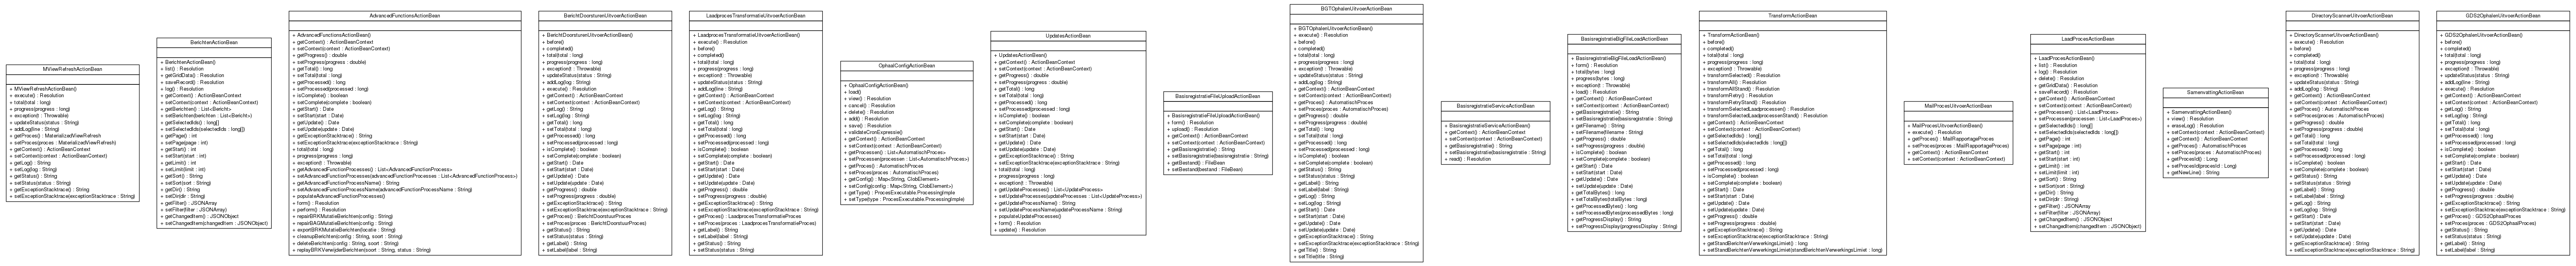 MViewRefreshActionBean
+ MViewRefreshActionBean()
+ execute() : Resolution
+ total(total : long)
+ progress(progress : long)
+ exception(t : Throwable)
+ updateStatus(status : String)
+ addLog(line : String)
+ getProces() : MaterializedViewRefresh
+ setProces(proces : MaterializedViewRefresh)
+ getContext() : ActionBeanContext
+ setContext(context : ActionBeanContext)
+ getLog() : String
+ setLog(log : String)
+ getStatus() : String
+ setStatus(status : String)
+ getExceptionStacktrace() : String
+ setExceptionStacktrace(exceptionStacktrace : String)
BerichtenActionBean
+ BerichtenActionBean()
+ list() : Resolution
+ getGridData() : Resolution
+ saveRecord() : Resolution
+ log() : Resolution
+ getContext() : ActionBeanContext
+ setContext(context : ActionBeanContext)
+ getBerichten() : List<Bericht>
+ setBerichten(berichten : List<Bericht>)
+ getSelectedIds() : long[]
+ setSelectedIds(selectedIds : long[])
+ getPage() : int
+ setPage(page : int)
+ getStart() : int
+ setStart(start : int)
+ getLimit() : int
+ setLimit(limit : int)
+ getSort() : String
+ setSort(sort : String)
+ getDir() : String
+ setDir(dir : String)
+ getFilter() : JSONArray
+ setFilter(filter : JSONArray)
+ getChangedItem() : JSONObject
+ setChangedItem(changedItem : JSONObject)
AdvancedFunctionsActionBean
+ AdvancedFunctionsActionBean()
+ getContext() : ActionBeanContext
+ setContext(context : ActionBeanContext)
+ getProgress() : double
+ setProgress(progress : double)
+ getTotal() : long
+ setTotal(total : long)
+ getProcessed() : long
+ setProcessed(processed : long)
+ isComplete() : boolean
+ setComplete(complete : boolean)
+ getStart() : Date
+ setStart(start : Date)
+ getUpdate() : Date
+ setUpdate(update : Date)
+ getExceptionStacktrace() : String
+ setExceptionStacktrace(exceptionStacktrace : String)
+ total(total : long)
+ progress(progress : long)
+ exception(t : Throwable)
+ getAdvancedFunctionProcesses() : List<AdvancedFunctionProcess>
+ setAdvancedFunctionProcesses(advancedFunctionProcesses : List<AdvancedFunctionProcess>)
+ getAdvancedFunctionProcessName() : String
+ setAdvancedFunctionProcessName(advancedFunctionProcessName : String)
+ populateAdvancedFunctionProcesses()
+ form() : Resolution
+ perform() : Resolution
+ repairBRKMutatieBerichten(config : String)
+ repairBAGMutatieBerichten(config : String)
+ exportBRKMutatieBerichten(locatie : String)
+ cleanupBerichten(config : String, soort : String)
+ deleteBerichten(config : String, soort : String)
+ replayBRKVerwijderBerichten(soort : String, status : String)
BerichtDoorsturenUitvoerActionBean
+ BerichtDoorsturenUitvoerActionBean()
+ before()
+ completed()
+ total(total : long)
+ progress(progress : long)
+ exception(t : Throwable)
+ updateStatus(status : String)
+ addLog(log : String)
+ execute() : Resolution
+ getContext() : ActionBeanContext
+ setContext(context : ActionBeanContext)
+ getLog() : String
+ setLog(log : String)
+ getTotal() : long
+ setTotal(total : long)
+ getProcessed() : long
+ setProcessed(processed : long)
+ isComplete() : boolean
+ setComplete(complete : boolean)
+ getStart() : Date
+ setStart(start : Date)
+ getUpdate() : Date
+ setUpdate(update : Date)
+ getProgress() : double
+ setProgress(progress : double)
+ getExceptionStacktrace() : String
+ setExceptionStacktrace(exceptionStacktrace : String)
+ getProces() : BerichtDoorstuurProces
+ setProces(proces : BerichtDoorstuurProces)
+ getStatus() : String
+ setStatus(status : String)
+ getLabel() : String
+ setLabel(label : String)
LaadprocesTransformatieUitvoerActionBean
+ LaadprocesTransformatieUitvoerActionBean()
+ execute() : Resolution
+ before()
+ completed()
+ total(total : long)
+ progress(progress : long)
+ exception(t : Throwable)
+ updateStatus(status : String)
+ addLog(line : String)
+ getContext() : ActionBeanContext
+ setContext(context : ActionBeanContext)
+ getLog() : String
+ setLog(log : String)
+ getTotal() : long
+ setTotal(total : long)
+ getProcessed() : long
+ setProcessed(processed : long)
+ isComplete() : boolean
+ setComplete(complete : boolean)
+ getStart() : Date
+ setStart(start : Date)
+ getUpdate() : Date
+ setUpdate(update : Date)
+ getProgress() : double
+ setProgress(progress : double)
+ getExceptionStacktrace() : String
+ setExceptionStacktrace(exceptionStacktrace : String)
+ getProces() : LaadprocesTransformatieProces
+ setProces(proces : LaadprocesTransformatieProces)
+ getLabel() : String
+ setLabel(label : String)
+ getStatus() : String
+ setStatus(status : String)
OphaalConfigActionBean
+ OphaalConfigActionBean()
+ load()
+ view() : Resolution
+ cancel() : Resolution
+ delete() : Resolution
+ add() : Resolution
+ save() : Resolution
+ validateCronExpressie()
+ getContext() : ActionBeanContext
+ setContext(context : ActionBeanContext)
+ getProcessen() : List<AutomatischProces>
+ setProcessen(processen : List<AutomatischProces>)
+ getProces() : AutomatischProces
+ setProces(proces : AutomatischProces)
+ getConfig() : Map<String, ClobElement>
+ setConfig(config : Map<String, ClobElement>)
+ getType() : ProcesExecutable.ProcessingImple
+ setType(type : ProcesExecutable.ProcessingImple)
UpdatesActionBean
+ UpdatesActionBean()
+ getContext() : ActionBeanContext
+ setContext(context : ActionBeanContext)
+ getProgress() : double
+ setProgress(progress : double)
+ getTotal() : long
+ setTotal(total : long)
+ getProcessed() : long
+ setProcessed(processed : long)
+ isComplete() : boolean
+ setComplete(complete : boolean)
+ getStart() : Date
+ setStart(start : Date)
+ getUpdate() : Date
+ setUpdate(update : Date)
+ getExceptionStacktrace() : String
+ setExceptionStacktrace(exceptionStacktrace : String)
+ total(total : long)
+ progress(progress : long)
+ exception(t : Throwable)
+ getUpdateProcesses() : List<UpdateProcess>
+ setUpdateProcesses(updateProcesses : List<UpdateProcess>)
+ getUpdateProcessName() : String
+ setUpdateProcessName(updateProcessName : String)
+ populateUpdateProcesses()
+ form() : Resolution
+ update() : Resolution
BasisregistratieFileUploadActionBean
+ BasisregistratieFileUploadActionBean()
+ form() : Resolution
+ upload() : Resolution
+ getContext() : ActionBeanContext
+ setContext(context : ActionBeanContext)
+ getBasisregistratie() : String
+ setBasisregistratie(basisregistratie : String)
+ getBestand() : FileBean
+ setBestand(bestand : FileBean)
BGTOphalenUitvoerActionBean
+ BGTOphalenUitvoerActionBean()
+ execute() : Resolution
+ before()
+ completed()
+ total(total : long)
+ progress(progress : long)
+ exception(t : Throwable)
+ updateStatus(status : String)
+ addLog(log : String)
+ getContext() : ActionBeanContext
+ setContext(context : ActionBeanContext)
+ getProces() : AutomatischProces
+ setProces(proces : AutomatischProces)
+ getProgress() : double
+ setProgress(progress : double)
+ getTotal() : long
+ setTotal(total : long)
+ getProcessed() : long
+ setProcessed(processed : long)
+ isComplete() : boolean
+ setComplete(complete : boolean)
+ getStatus() : String
+ setStatus(status : String)
+ getLabel() : String
+ setLabel(label : String)
+ getLog() : String
+ setLog(log : String)
+ getStart() : Date
+ setStart(start : Date)
+ getUpdate() : Date
+ setUpdate(update : Date)
+ getExceptionStacktrace() : String
+ setExceptionStacktrace(exceptionStacktrace : String)
+ getTitle() : String
+ setTitle(title : String)
BasisregistratieServiceActionBean
+ BasisregistratieServiceActionBean()
+ getContext() : ActionBeanContext
+ setContext(context : ActionBeanContext)
+ getBasisregistratie() : String
+ setBasisregistratie(basisregistratie : String)
+ read() : Resolution
BasisregistratieBigFileLoadActionBean
+ BasisregistratieBigFileLoadActionBean()
+ form() : Resolution
+ total(bytes : long)
+ progress(bytes : long)
+ exception(t : Throwable)
+ load() : Resolution
+ getContext() : ActionBeanContext
+ setContext(context : ActionBeanContext)
+ getBasisregistratie() : String
+ setBasisregistratie(basisregistratie : String)
+ getFilename() : String
+ setFilename(filename : String)
+ getProgress() : double
+ setProgress(progress : double)
+ isComplete() : boolean
+ setComplete(complete : boolean)
+ getStart() : Date
+ setStart(start : Date)
+ getUpdate() : Date
+ setUpdate(update : Date)
+ getTotalBytes() : long
+ setTotalBytes(totalBytes : long)
+ getProcessedBytes() : long
+ setProcessedBytes(processedBytes : long)
+ getProgressDisplay() : String
+ setProgressDisplay(progressDisplay : String)
TransformActionBean
+ TransformActionBean()
+ before()
+ completed()
+ total(total : long)
+ progress(progress : long)
+ exception(t : Throwable)
+ transformSelected() : Resolution
+ transformAll() : Resolution
+ transformAllStand() : Resolution
+ transformRetry() : Resolution
+ transformRetryStand() : Resolution
+ transformSelectedLaadprocessen() : Resolution
+ transformSelectedLaadprocessenStand() : Resolution
+ getContext() : ActionBeanContext
+ setContext(context : ActionBeanContext)
+ getSelectedIds() : long[]
+ setSelectedIds(selectedIds : long[])
+ getTotal() : long
+ setTotal(total : long)
+ getProcessed() : long
+ setProcessed(processed : long)
+ isComplete() : boolean
+ setComplete(complete : boolean)
+ getStart() : Date
+ setStart(start : Date)
+ getUpdate() : Date
+ setUpdate(update : Date)
+ getProgress() : double
+ setProgress(progress : double)
+ getExceptionStacktrace() : String
+ setExceptionStacktrace(exceptionStacktrace : String)
+ getStandBerichtenVerwerkingsLimiet() : long
+ setStandBerichtenVerwerkingsLimiet(standBerichtenVerwerkingsLimiet : long)
MailProcesUitvoerActionBean
+ MailProcesUitvoerActionBean()
+ execute() : Resolution
+ getProces() : MailRapportageProces
+ setProces(proces : MailRapportageProces)
+ getContext() : ActionBeanContext
+ setContext(context : ActionBeanContext)
LaadProcesActionBean
+ LaadProcesActionBean()
+ list() : Resolution
+ log() : Resolution
+ delete() : Resolution
+ getGridData() : Resolution
+ saveRecord() : Resolution
+ getContext() : ActionBeanContext
+ setContext(context : ActionBeanContext)
+ getProcessen() : List<LaadProces>
+ setProcessen(processen : List<LaadProces>)
+ getSelectedIds() : long[]
+ setSelectedIds(selectedIds : long[])
+ getPage() : int
+ setPage(page : int)
+ getStart() : int
+ setStart(start : int)
+ getLimit() : int
+ setLimit(limit : int)
+ getSort() : String
+ setSort(sort : String)
+ getDir() : String
+ setDir(dir : String)
+ getFilter() : JSONArray
+ setFilter(filter : JSONArray)
+ getChangedItem() : JSONObject
+ setChangedItem(changedItem : JSONObject)
SamenvattingActionBean
+ SamenvattingActionBean()
+ view() : Resolution
+ eraseLog() : Resolution
+ setContext(context : ActionBeanContext)
+ getContext() : ActionBeanContext
+ getProces() : AutomatischProces
+ setProces(proces : AutomatischProces)
+ getProcesId() : Long
+ setProcesId(procesId : Long)
+ getNewLine() : String
DirectoryScannerUitvoerActionBean
+ DirectoryScannerUitvoerActionBean()
+ execute() : Resolution
+ before()
+ completed()
+ total(total : long)
+ progress(progress : long)
+ exception(t : Throwable)
+ updateStatus(status : String)
+ addLog(line : String)
+ getContext() : ActionBeanContext
+ setContext(context : ActionBeanContext)
+ getProces() : AutomatischProces
+ setProces(proces : AutomatischProces)
+ getProgress() : double
+ setProgress(progress : double)
+ getTotal() : long
+ setTotal(total : long)
+ getProcessed() : long
+ setProcessed(processed : long)
+ isComplete() : boolean
+ setComplete(complete : boolean)
+ getStatus() : String
+ setStatus(status : String)
+ getLabel() : String
+ setLabel(label : String)
+ getLog() : String
+ setLog(log : String)
+ getStart() : Date
+ setStart(start : Date)
+ getUpdate() : Date
+ setUpdate(update : Date)
+ getExceptionStacktrace() : String
+ setExceptionStacktrace(exceptionStacktrace : String)
GDS2OphalenUitvoerActionBean
+ GDS2OphalenUitvoerActionBean()
+ before()
+ completed()
+ total(total : long)
+ progress(progress : long)
+ exception(t : Throwable)
+ updateStatus(status : String)
+ addLog(log : String)
+ execute() : Resolution
+ getContext() : ActionBeanContext
+ setContext(context : ActionBeanContext)
+ getLog() : String
+ setLog(log : String)
+ getTotal() : long
+ setTotal(total : long)
+ getProcessed() : long
+ setProcessed(processed : long)
+ isComplete() : boolean
+ setComplete(complete : boolean)
+ getStart() : Date
+ setStart(start : Date)
+ getUpdate() : Date
+ setUpdate(update : Date)
+ getProgress() : double
+ setProgress(progress : double)
+ getExceptionStacktrace() : String
+ setExceptionStacktrace(exceptionStacktrace : String)
+ getProces() : GDS2OphaalProces
+ setProces(proces : GDS2OphaalProces)
+ getStatus() : String
+ setStatus(status : String)
+ getLabel() : String
+ setLabel(label : String)